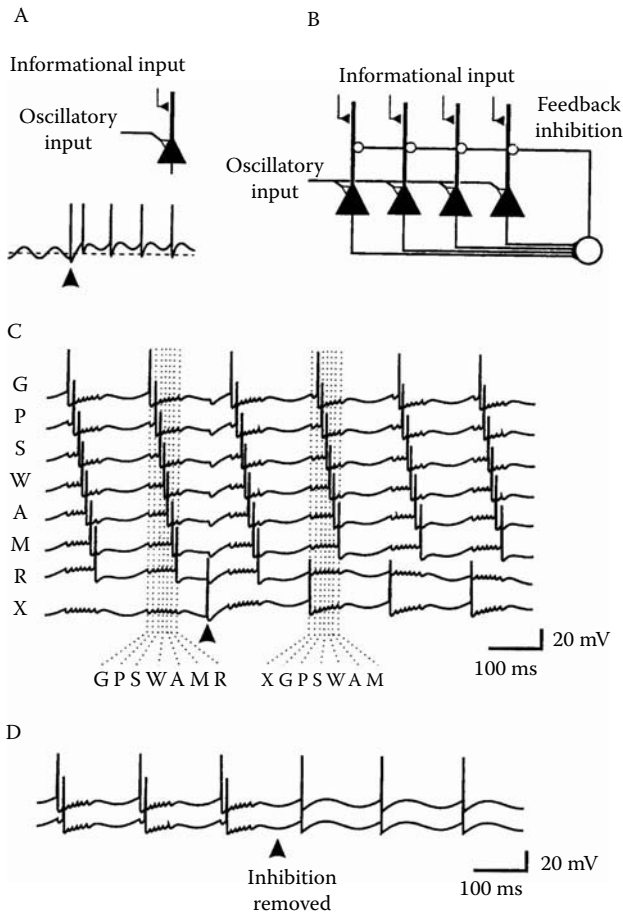 A
Informational input
Oscillatory
input
B
Informational input
Feedback
inhibition
Oscillatory
input
C
G
P
S
W
A
M
R
X
G P S W A M R
X G P S W A M
20 mV
100 ms
D
Inhibition
removed
20 mV
100 ms